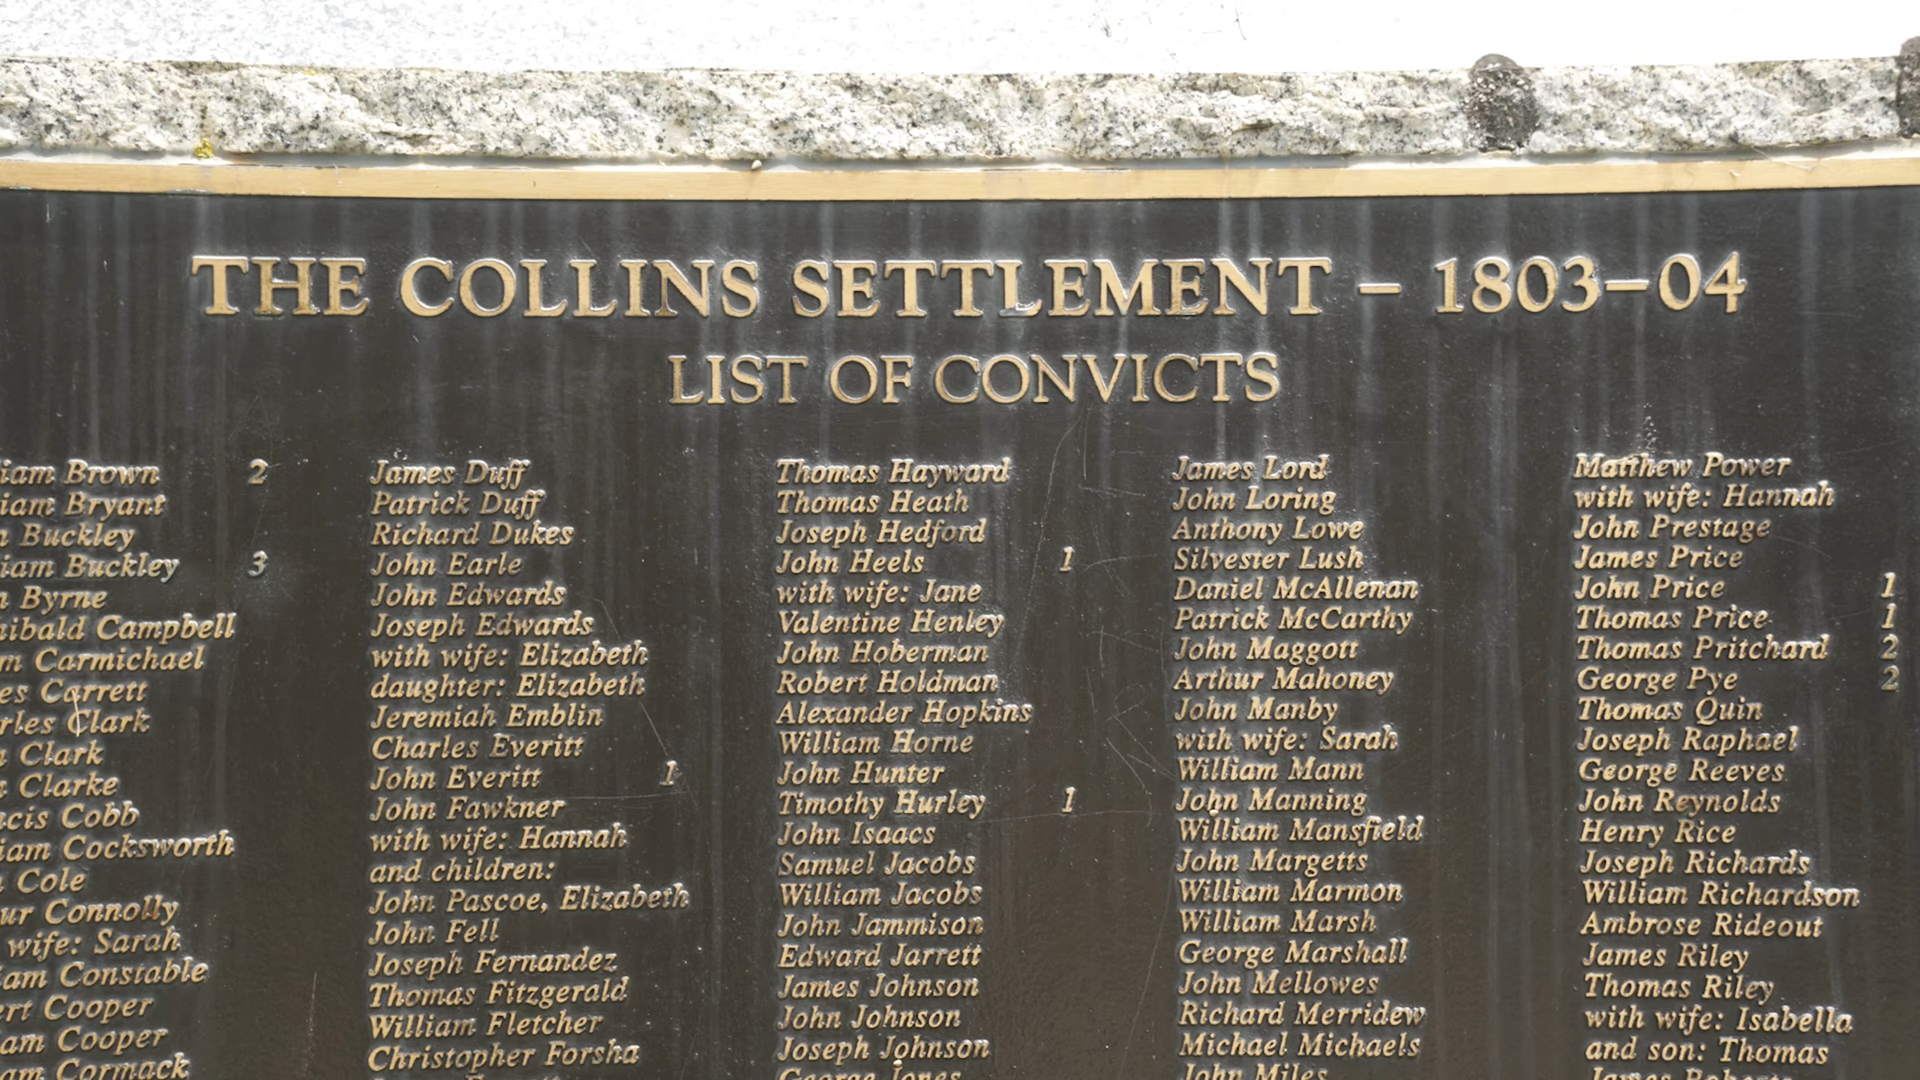 THE COLLINS SETTLEMENT – 1803–04
LIST OF CONVICTS
iam Brown 2
iam Bryant
n Buckley
iam Buckley 3
n Byrne
hibald Campbell
m Carmichael
es Carrett
rles Clark
n Clark
n Clarke
ncis Cobb
iam Cocksworth
n Cole
ur Connolly
wife: Sarah
iam Constable
ert Cooper
am Cooper
am Cormack
James Duff
Patrick Duff
Richard Dukes
John Earle
John Edwards
Joseph Edwards
with wife: Elizabeth
daughter: Elizabeth
Jeremiah Emblin
Charles Everitt
John Everitt 1
John Fawkner
with wife: Hannah
and children:
John Pascoe, Elizabeth
John Fell
Joseph Fernandez
Thomas Fitzgerald
William Fletcher
Christopher Forsha
Thomas Hayward
Thomas Heath
Joseph Hedford
John Heels 1
with wife: Jane
Valentine Henley
John Hoberman
Robert Holdman
Alexander Hopkins
William Horne
John Hunter
Timothy Hurley 1
John Isaacs
Samuel Jacobs
William Jacobs
John Jammison
Edward Jarrett
James Johnson
John Johnson
Joseph Johnson
George Jones
James Lord
John Loring
Anthony Lowe
Silvester Lush
Daniel McAllenan
Patrick McCarthy
John Maggott
Arthur Mahoney
John Manby
with wife: Sarah
William Mann
John Manning
William Mansfield
John Margetts
William Marmon
William Marsh
George Marshall
John Mellowes
Richard Merridew
Michael Michaels
John Miles
Matthew Power
with wife: Hannah
John Prestage
James Price
John Price 1
Thomas Price 1
Thomas Pritchard 2
George Pye 2
Thomas Quin
Joseph Raphael
George Reeves
John Reynolds
Henry Rice
Joseph Richards
William Richardson
Ambrose Rideout
James Riley
Thomas Riley
with wife: Isabella
and son: Thomas
James Roberts